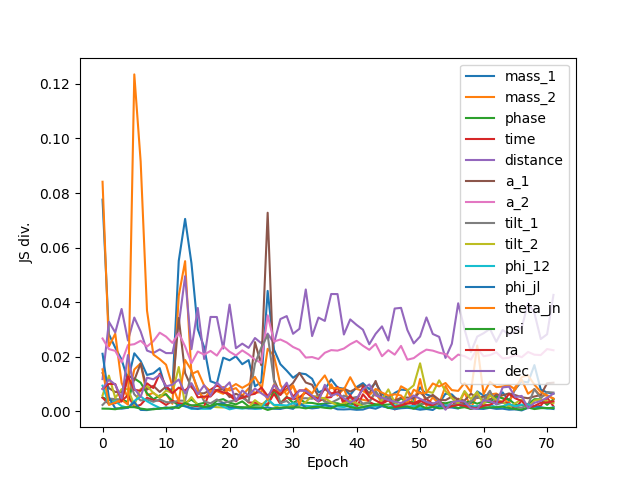 0.12
0.10
0.08
0.06
0.04
0.02
0.00
JS div.
0
10
20
30
40
50
60
70
Epoch
mass_1
mass_2
phase
time
distance
a_1
a_2
tilt_1
tilt_2
phi_12
phi_jl
theta_jn
psi
ra
dec